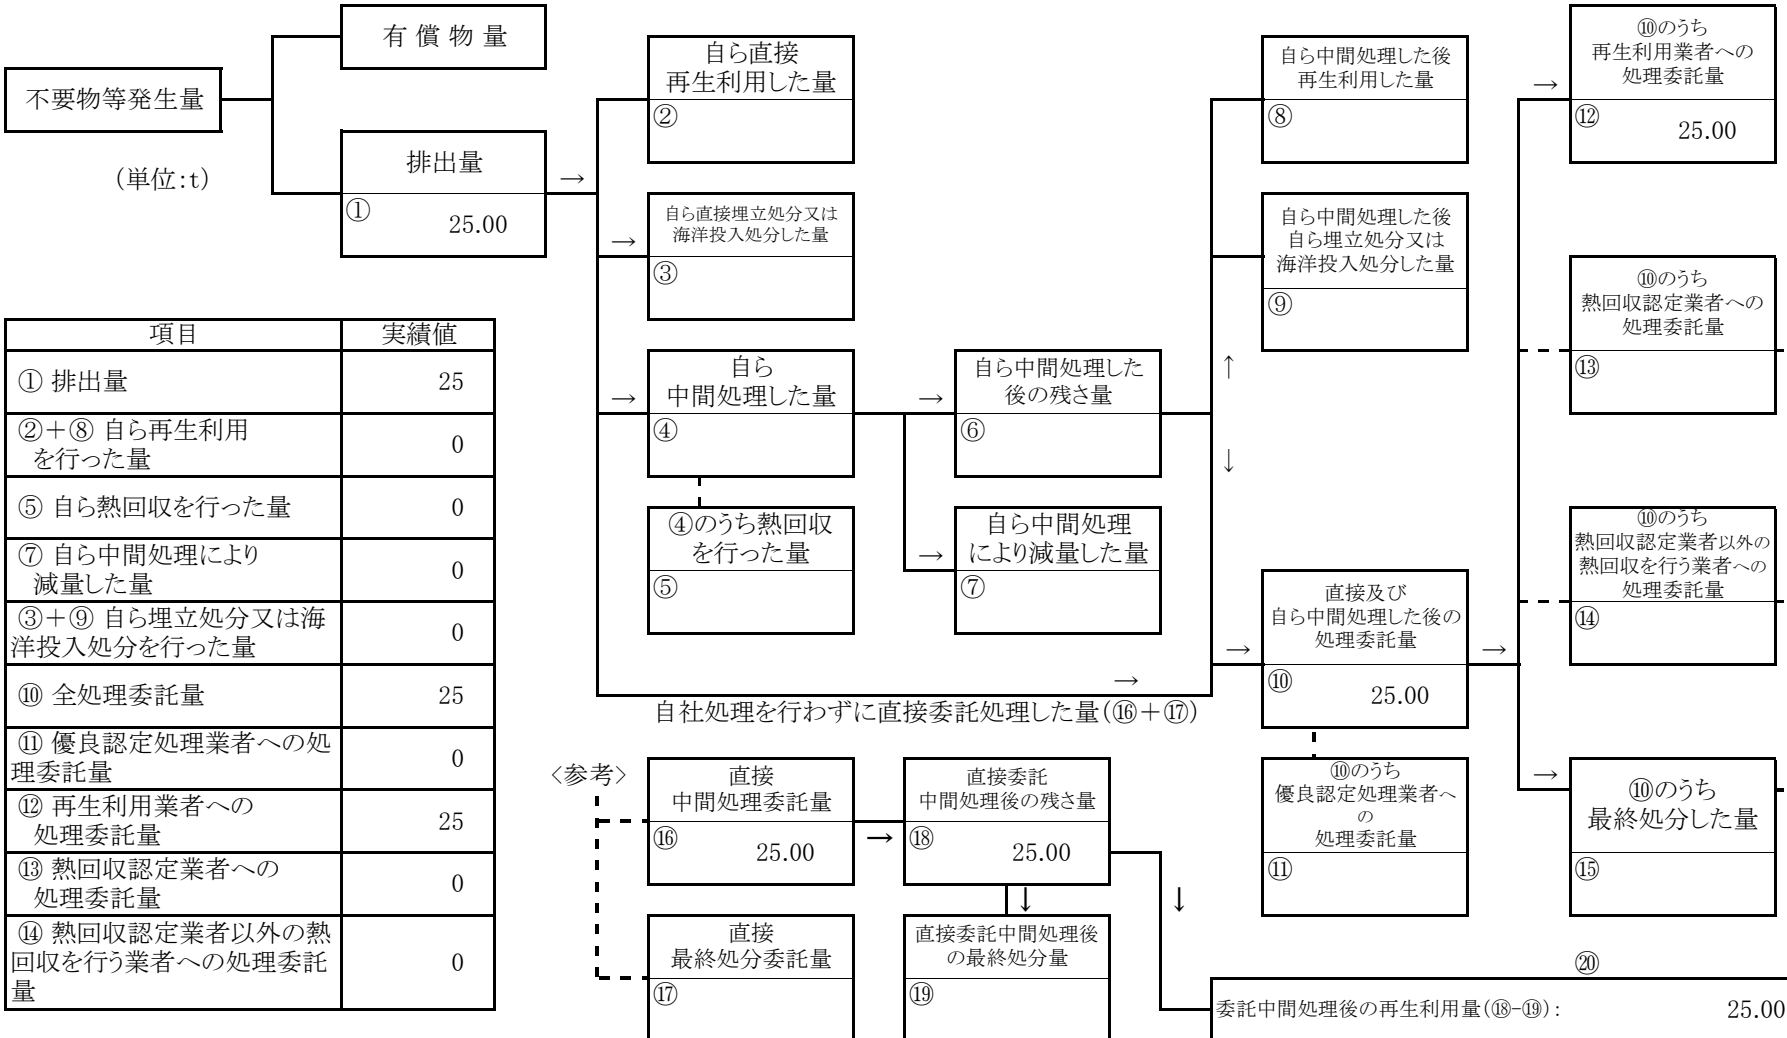 不要物等発生量
(単位:t)
有 償 物 量
排出量
①
25.00
→
自ら直接
再生利用した量
②
→
自ら直接埋立処分又は
海洋投入処分した量
③
→
自ら
中間処理した量
④
④のうち熱回収
を行った量
⑤
→
自ら中間処理した
後の残さ量
⑥
→
自ら中間処理
により減量した量
⑦
↑
↓
自ら中間処理した後
再生利用した量
⑧
自ら中間処理した後
自ら埋立処分又は
海洋投入処分した量
⑨
→
自社処理を行わずに直接委託処理した量(⑯+⑰)
→
直接及び
自ら中間処理した後の
処理委託量
⑩
25.00
⑩のうち
優良認定処理業者へ
の
処理委託量
⑪
→
→
⑩のうち
再生利用業者への
処理委託量
⑫
25.00
⑩のうち
熱回収認定業者への
処理委託量
⑬
⑩のうち
熱回収認定業者以外の
熱回収を行う業者への
処理委託量
⑭
→
⑩のうち
最終処分した量
⑮
項目 実績値
① 排出量 25
②+⑧ 自ら再生利用
を行った量 0
⑤ 自ら熱回収を行った量 0
⑦ 自ら中間処理により
減量した量 0
③+⑨ 自ら埋立処分又は海
洋投入処分を行った量 0
⑩ 全処理委託量 25
⑪ 優良認定処理業者への処
理委託量 0
⑫ 再生利用業者への
処理委託量 25
⑬ 熱回収認定業者への
処理委託量 0
⑭ 熱回収認定業者以外の熱
回収を行う業者への処理委託
量 0
<参考>
直接
中間処理委託量
⑯
25.00
→
直接委託
中間処理後の残さ量
⑱
25.00
↓
↓
直接
最終処分委託量
⑰
直接委託中間処理後
の最終処分量
⑲
⑳
委託中間処理後の再生利用量(⑱-⑲): 25.00